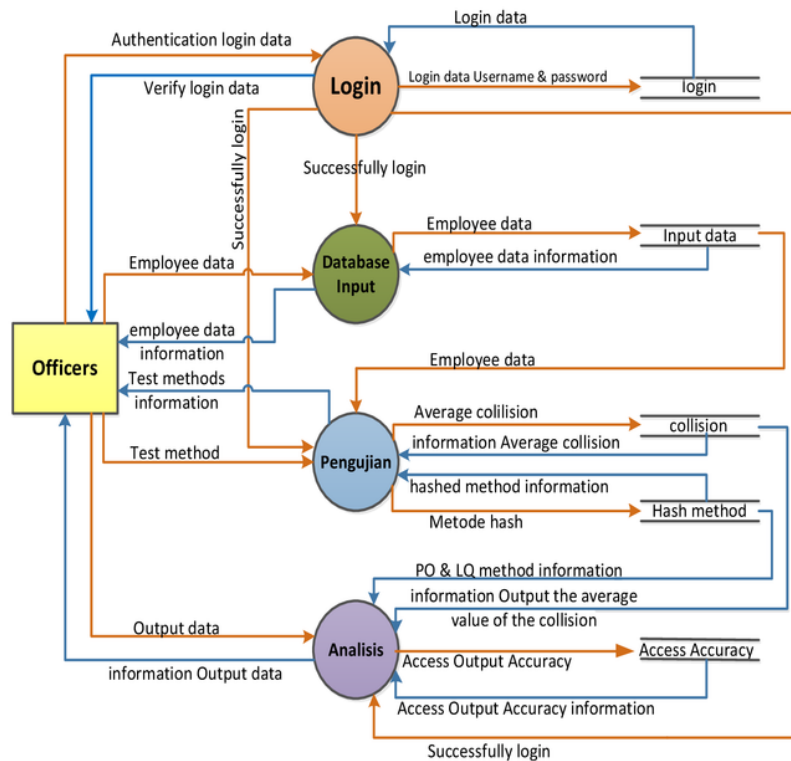 Login data
Authentication login data
Login
Login data Username & password
login
Verify login data
Successfully login
Successfully login
Employee data
Input data
Employee data
Database
Input
employee data information
employee data
information
Employee data
Officers
Test methods
information
Average colilision
collision
information Average collision
Test method
Pengujian
hashed method information
Metode hash
Hash method
PO & LQ method information
information Output the average
value of the collision
Output data
Analisis
Access Accuracy
Access Output Accuracy
information Output data
Access Output Accuracy information
Successfully login